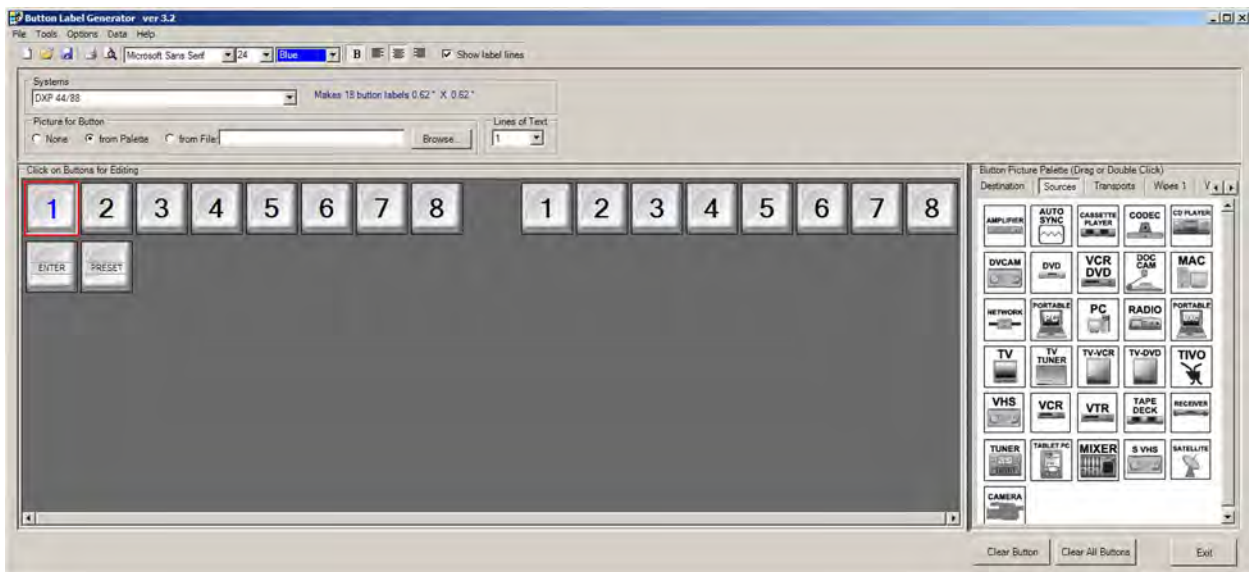 Button Label Generator ver 3.2
File Tools Options Data Help
Microsoft Sans Serif 24 Blue B Show label lines
Systems
DXP 44/88 Makes 18 button labels 0.62" X 0.62"
Picture for Button Lines of Text
None from Palette from File: Browse... 1
Click on Buttons for Editing Button Picture Palette (Drag or Double Click)
Destination Sources Transports Wipes 1 V
1 2 3 4 5 6 7 8 1 2 3 4 5 6 7 8
ENTER PRESET
AMPLIFIER AUTO SYNC CASSETTE PLAYER CODEC CD PLAYER
DVCAM DVD VCR DVD DOC CAM MAC
NETWORK PORTABLE PC PC RADIO PORTABLE
TV TV TUNER TV-VCR TV-DVD TIVO
VHS VCR VTR TAPE DECK RECEIVER
TUNER TABLET PC MIXER S VHS SATELLITE
CAMERA
Clear Button Clear All Buttons Exit